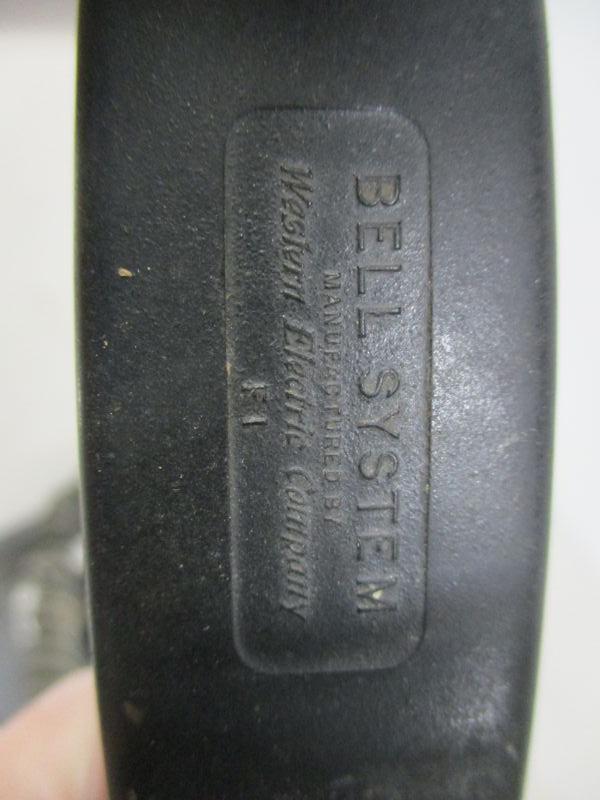 BELL SYSTEM
MANUFACTURED BY
Western Electric Company
F1